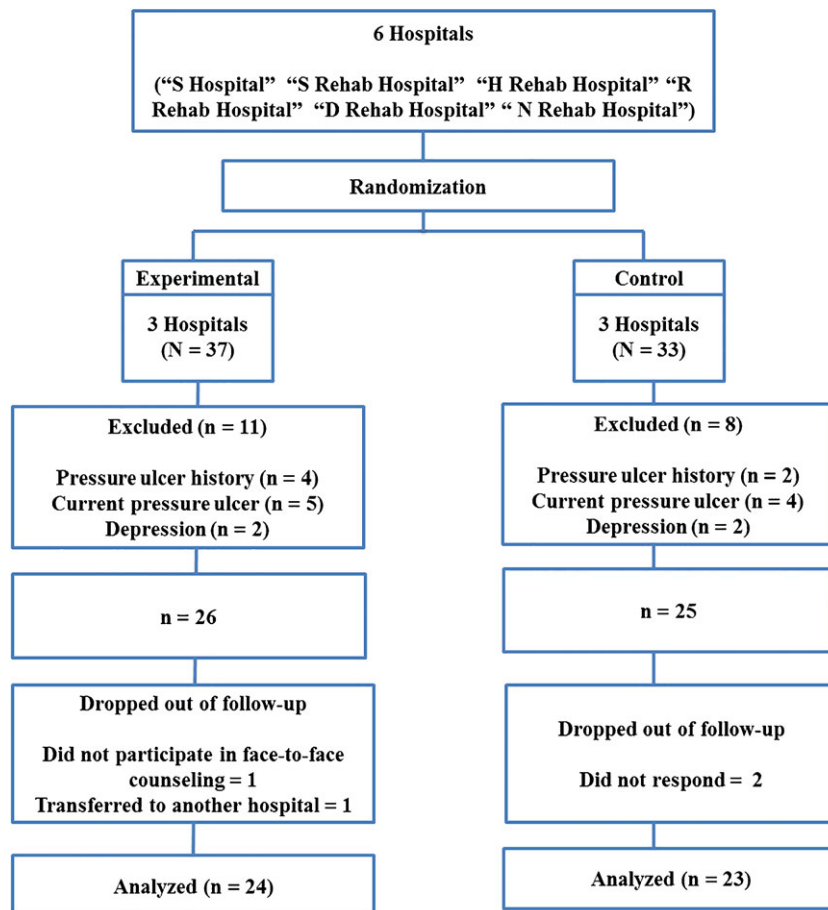 6 Hospitals
(“S Hospital” “S Rehab Hospital” “H Rehab Hospital” “R
Rehab Hospital” “D Rehab Hospital” “ N Rehab Hospital”)
Randomization
Experimental
3 Hospitals
(N = 37)
Excluded (n = 11)
Pressure ulcer history (n = 4)
Current pressure ulcer (n = 5)
Depression (n = 2)
n = 26
Dropped out of follow-up
Did not participate in face-to-face
counseling = 1
Transferred to another hospital = 1
Analyzed (n = 24)
Control
3 Hospitals
(N = 33)
Excluded (n = 8)
Pressure ulcer history (n = 2)
Current pressure ulcer (n = 4)
Depression (n = 2)
n = 25
Dropped out of follow-up
Did not respond = 2
Analyzed (n = 23)